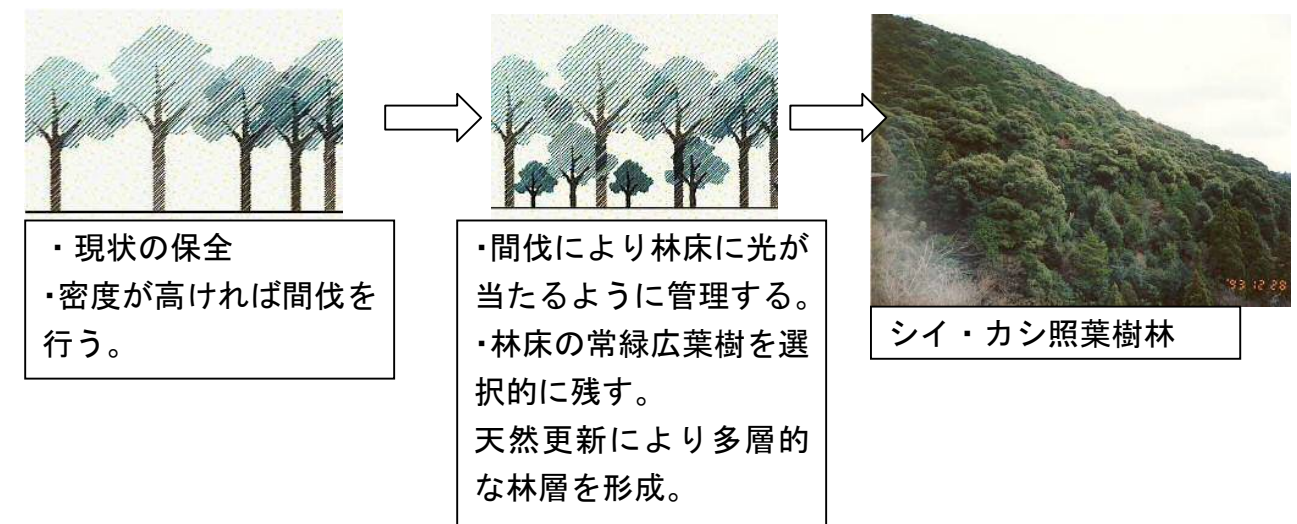 ・現状の保全
・密度が高ければ間伐を
行う。
・間伐により林床に光が
当たるように管理する。
・林床の常緑広葉樹を選
択的に残す。
天然更新により多層的
な林層を形成。
'93 12 28
シイ・カシ照葉樹林